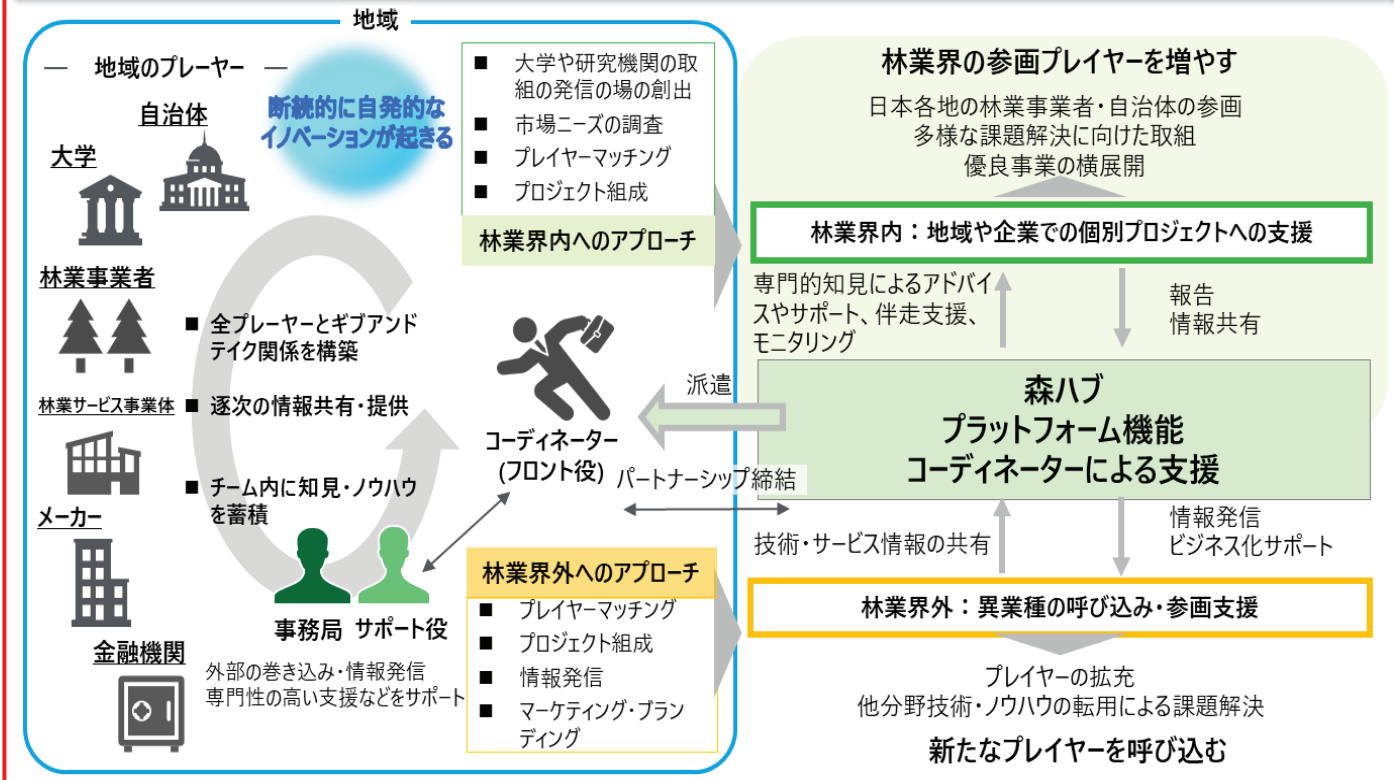 地域
― 地域のプレーヤー ―
自治体
大学
林業事業者
林業サービス事業体
メーカー
金融機関
断続的に自発的な
イノベーションが起きる
■ 全プレーヤーとギブアンド
テイク関係を構築
■ 逐次の情報共有・提供
■ チーム内に知見・ノウハウ
を蓄積
事務局
サポート役
外部の巻き込み・情報発信
専門性の高い支援などをサポート
■ 大学や研究機関の取
組の発信の場の創出
■ 市場ニーズの調査
■ プレイヤーマッチング
■ プロジェクト組成
林業界内へのアプローチ
コーディネーター
(フロント役)
派遣
パートナーシップ締結
林業界外へのアプローチ
■ プレイヤーマッチング
■ プロジェクト組成
■ 情報発信
■ マーケティング・ブラン
ディング
林業界の参画プレイヤーを増やす
日本各地の林業事業者・自治体の参画
多様な課題解決に向けた取組
優良事業の横展開
林業界内:地域や企業での個別プロジェクトへの支援
専門的知見によるアドバイ
スやサポート、伴走支援、
モニタリング
報告
情報共有
森ハブ
プラットフォーム機能
コーディネーターによる支援
技術・サービス情報の共有
情報発信
ビジネス化サポート
林業界外:異業種の呼び込み・参画支援
プレイヤーの拡充
他分野技術・ノウハウの転用による課題解決
新たなプレイヤーを呼び込む